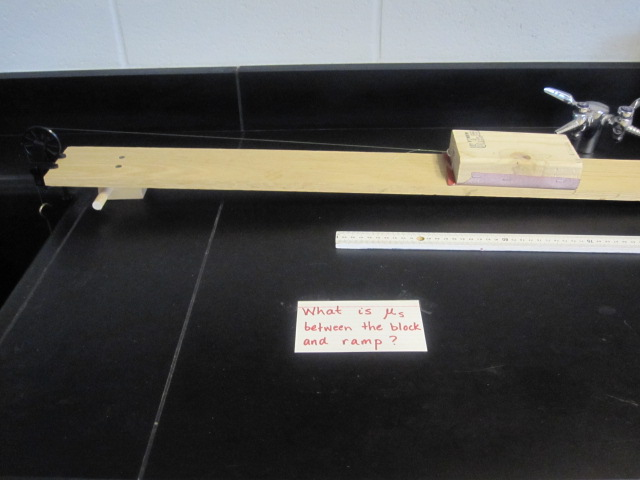 What is μs
between the block
and ramp?